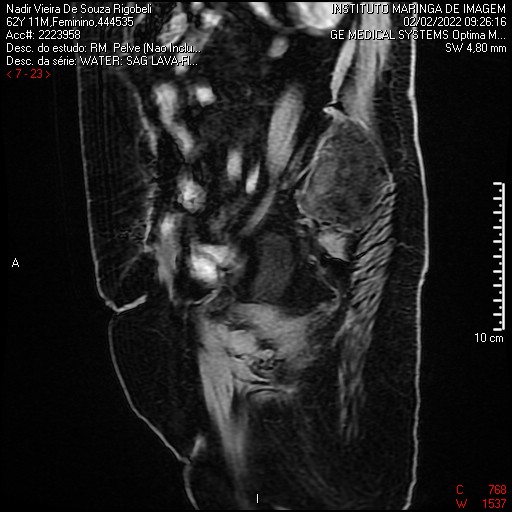 Nadir Vieira De Souza Rigobeli
62Y 11M,Feminino,444535
Acc#: 2223958
Desc. do estudo: RM  Pelve (Nao Inclu...
Desc. da série: WATER: SAG LAVA-Fl...
< 7 - 23 >
INSTITUTO MARINGA DE IMAGEM
02/02/2022 09:26:16
GE MEDICAL SYSTEMS Optima M...
SW 4,80 mm
A
10 cm
I
C 768
W 1537